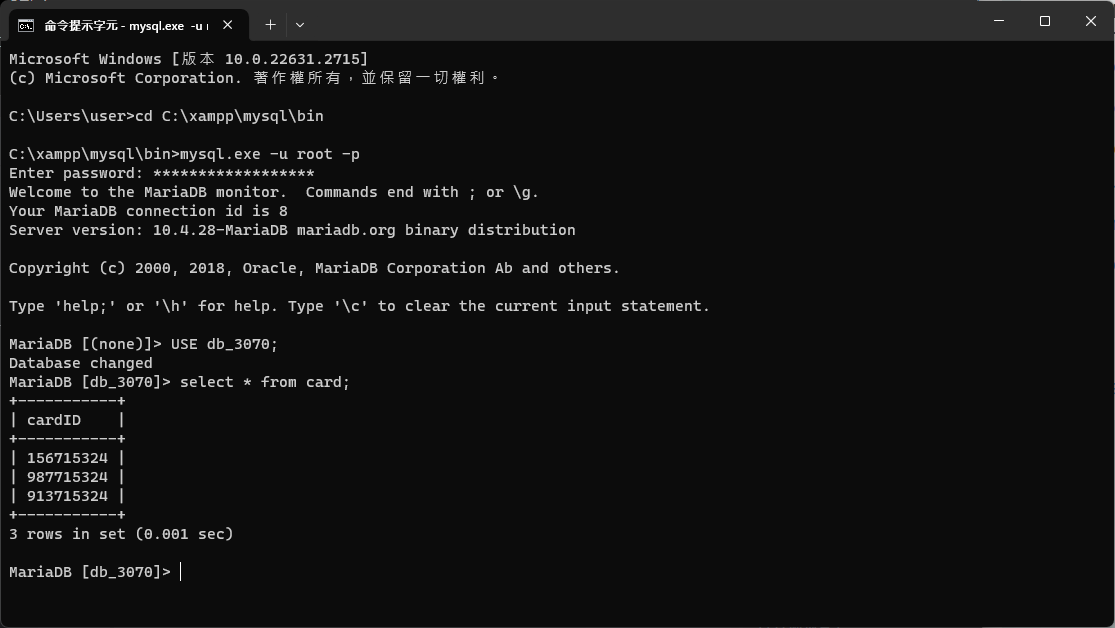 命令提示字元 - mysql.exe -u r
Microsoft Windows [版本 10.0.22631.2715]
(c) Microsoft Corporation. 著作權所有，並保留一切權利。
C:\Users\user>cd C:\xampp\mysql\bin
C:\xampp\mysql\bin>mysql.exe -u root -p
Enter password: ******************
Welcome to the MariaDB monitor.  Commands end with ; or \g.
Your MariaDB connection id is 8
Server version: 10.4.28-MariaDB mariadb.org binary distribution
Copyright (c) 2000, 2018, Oracle, MariaDB Corporation Ab and others.
Type 'help;' or '\h' for help. Type '\c' to clear the current input statement.
MariaDB [(none)]> USE db_3070;
Database changed
MariaDB [db_3070]> select * from card;
+-----------+
| cardID    |
+-----------+
| 156715324 |
| 987715324 |
| 913715324 |
+-----------+
3 rows in set (0.001 sec)
MariaDB [db_3070]>